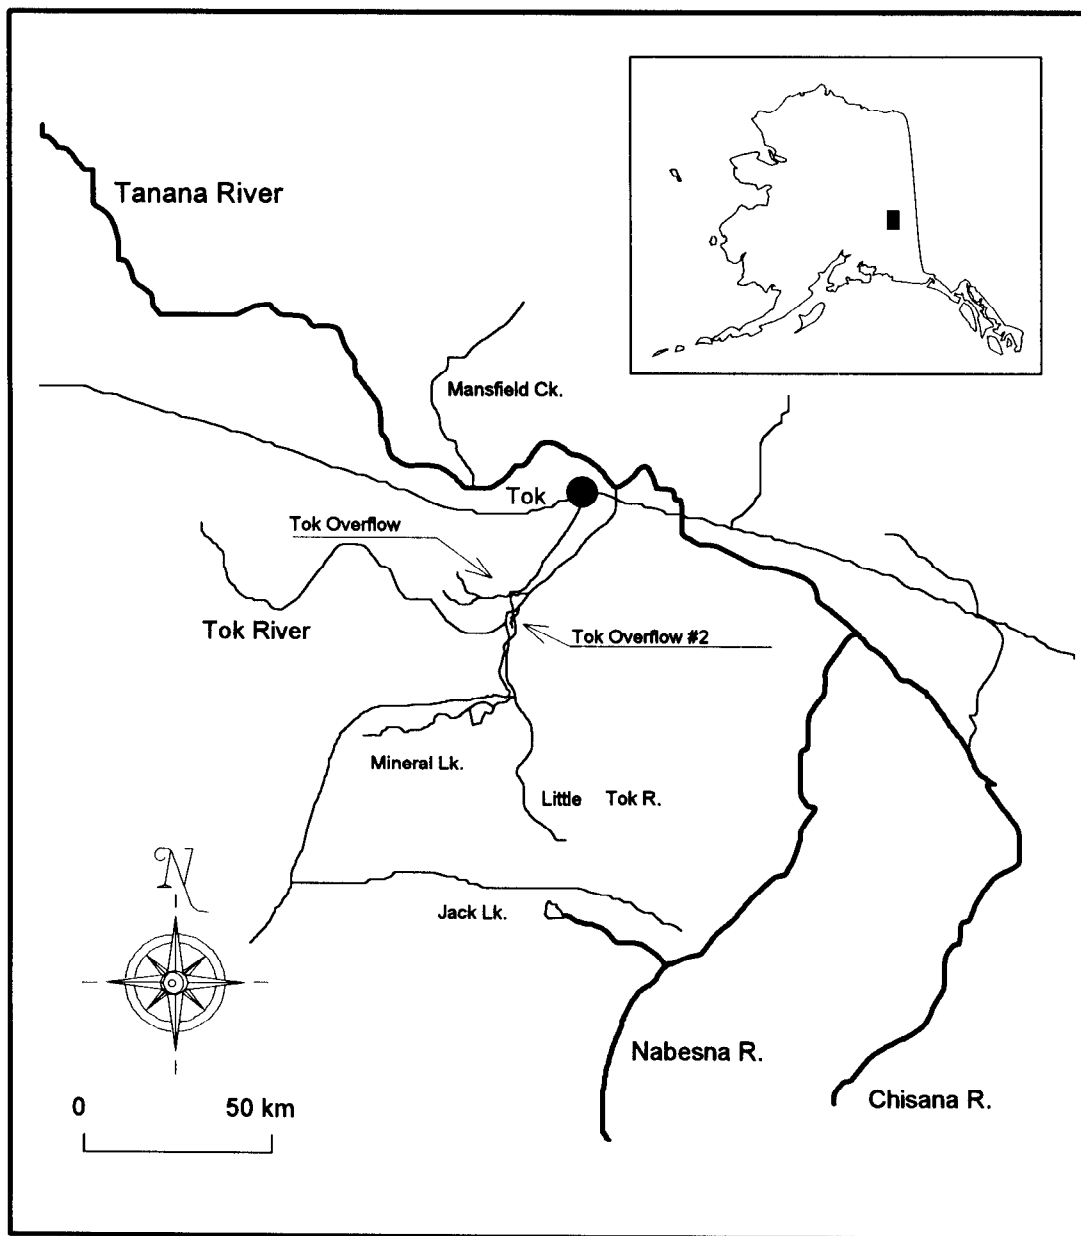 Tanana River
Mansfield Ck.
Tok
Tok Overflow
Tok River
Tok Overflow #2
Mineral Lk.
Little Tok R.
N
Jack Lk.
Nabesna R.
Chisana R.
0 50 km